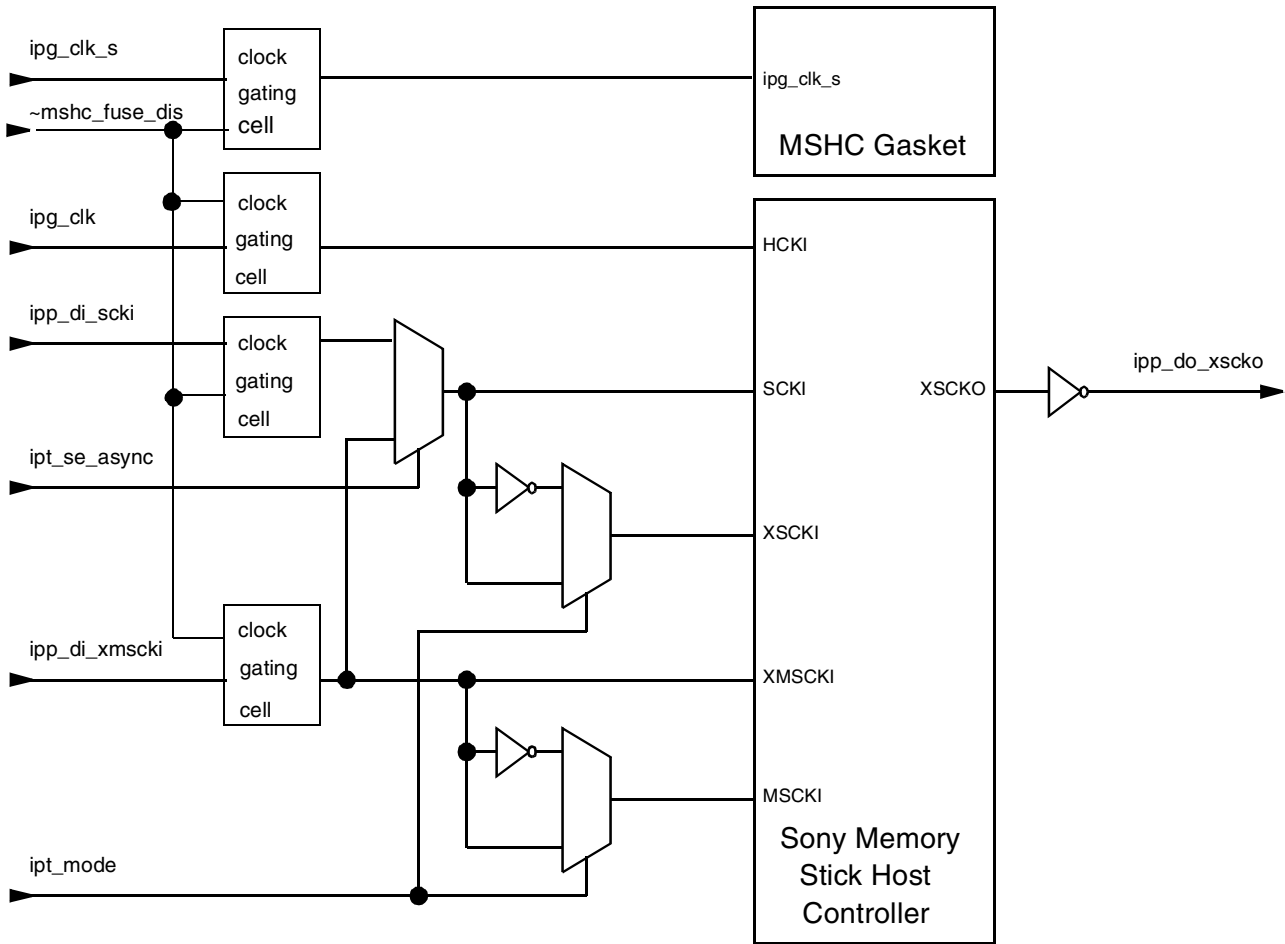 ipg_clk_s
clock
gating
cell
ipg_clk_s
MSHC Gasket
~mshc_fuse_dis
ipg_clk
clock
gating
cell
HCKI
ipp_di_scki
clock
gating
cell
SCKI
XSCKO
ipp_do_xscko
ipt_se_async
XSCKI
ipp_di_xmscki
clock
gating
cell
XMSCKI
MSCKI
Sony Memory
Stick Host
Controller
ipt_mode